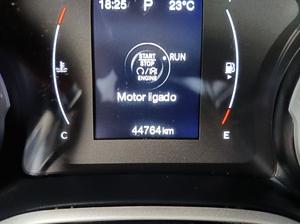 18:25 P 23°C
START
STOP
ENGINE
RUN
Motor ligado
44764 km
C E